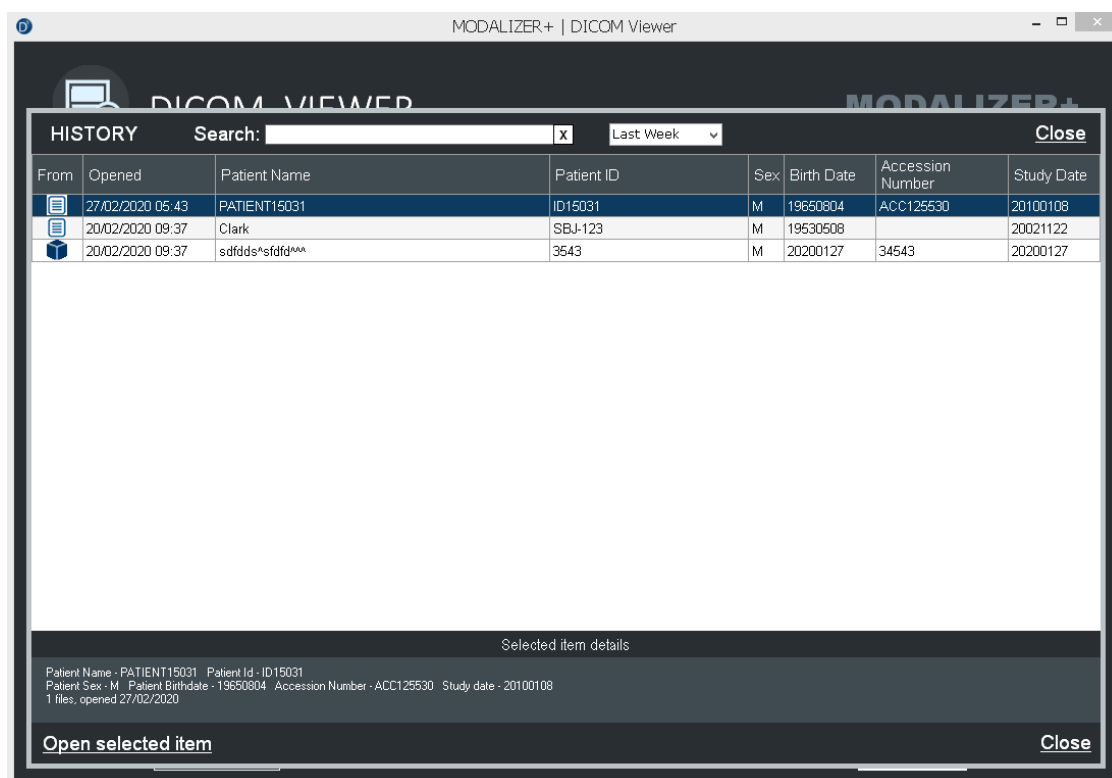 MODALIZER+ | DICOM Viewer
DICOM VIEWER
MODALIZER+
HISTORY Search: X Last Week Close
From Opened Patient Name Patient ID Sex Birth Date Accession Number Study Date
27/02/2020 05:43 PATIENT15031 ID15031 M 19650804 ACC125530 20100108
20/02/2020 09:37 Clark SBJ-123 M 19530508 20021122
20/02/2020 09:37 sdfdds^sfdfd^^^ 3543 M 20200127 34543 20200127
Selected item details
Patient Name - PATIENT15031 Patient Id - ID15031
Patient Sex - M Patient Birthdate - 19650804 Accession Number - ACC125530 Study date - 20100108
1 files, opened 27/02/2020
Open selected item Close